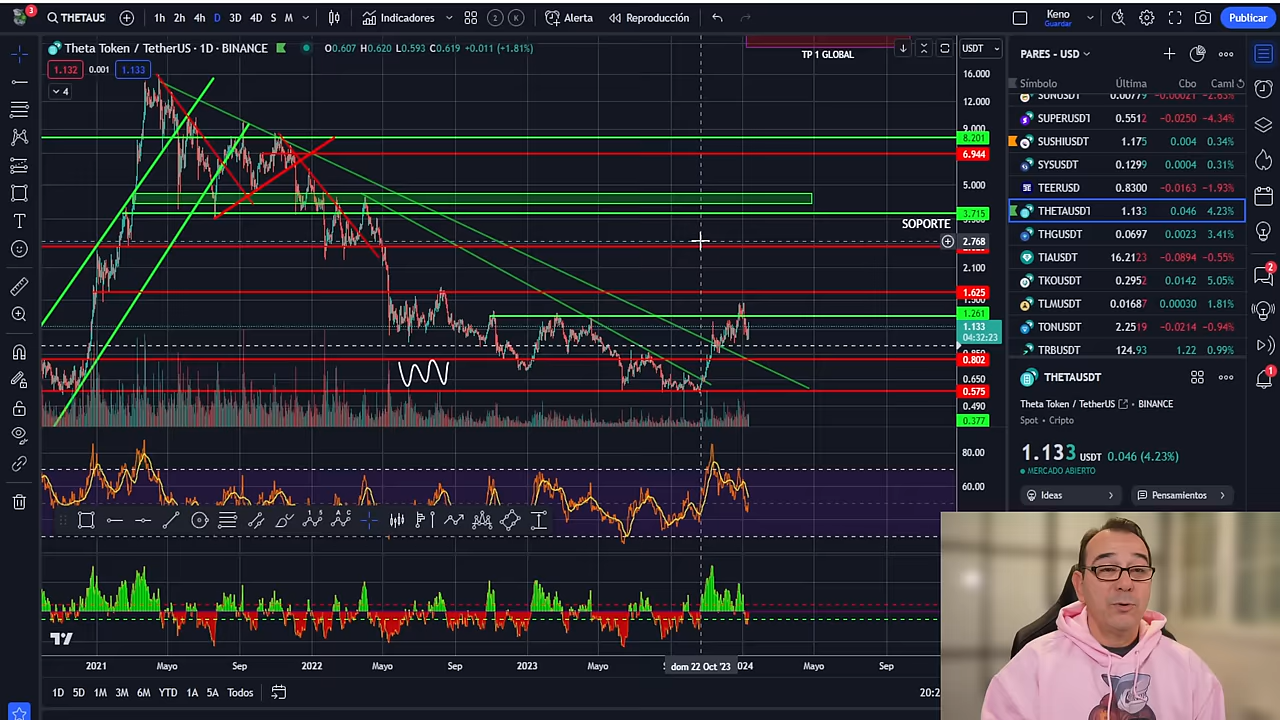 3
THETAUS
1h 2h 4h D 3D 4D S M
Indicadores
2 K
Alerta
Reproducción
Keno
Guardar
Publicar
Theta Token / TetherUS · 1D · BINANCE
O0.607 H0.620 L0.593 C0.619 +0.011 (+1.81%)
1.132 0.001 1.133
4
TP 1 GLOBAL
USDT
16.000
12.000
8.201
6.944
5.000
3.715
SOPORTE
2.768
2.100
1.625
1.261
1.133
04:32:23
0.802
0.650
0.575
0.490
0.377
80.00
60.00
2021 Mayo Sep 2022 Mayo Sep 2023 Mayo dom 22 Oct '23 024 Mayo Sep
1D 5D 1M 3M 6M YTD 1A 5A Todos
20:2
PARES - USD
Símbolo Última Cbo Caml
SUNUSDT 0.00779 -0.00021 -2.63%
SUPERUSD1 0.5512 -0.0250 -4.34%
SUSHIUSDT 1.175 0.004 0.34%
SYSUSDT 0.1299 0.0004 0.31%
TEERUSD 0.8300 -0.0163 -1.93%
THETAUSD1 1.133 0.046 4.23%
THGUSDT 0.0697 0.0023 3.41%
TIAUSDT 16.2123 -0.0894 -0.55%
TKOUSDT 0.2952 0.0142 5.05%
TLMUSDT 0.01687 0.00030 1.81%
TONUSDT 2.2519 -0.0214 -0.94%
TRBUSDT 124.93 1.22 0.99%
THETAUSDT
Theta Token / TetherUS · BINANCE
Spot · Cripto
1.133 USDT 0.046 (4.23%)
MERCADO ABIERTO
Ideas
Pensamientos
2
1